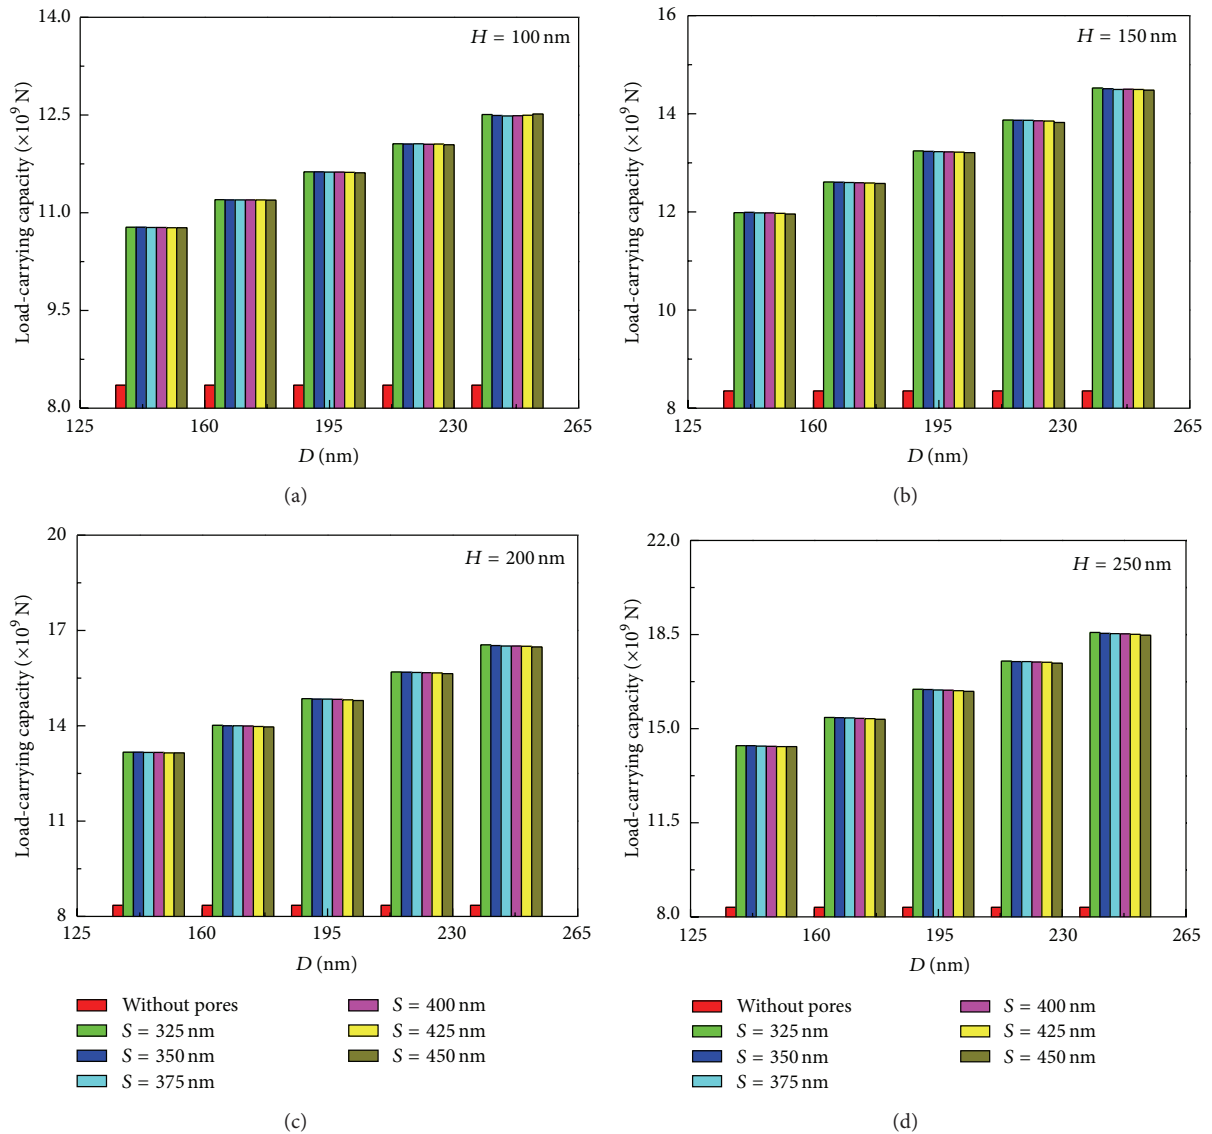 14.0
12.5
11.0
9.5
8.0
Load-carrying capacity (×10⁹ N)
H = 100 nm
125 160 195 230 265
D (nm)
(a)
16
14
12
10
8
Load-carrying capacity (×10⁹ N)
H = 150 nm
125 160 195 230 265
D (nm)
(b)
20
17
14
11
8
Load-carrying capacity (×10⁹ N)
H = 200 nm
125 160 195 230 265
D (nm)
Without pores
S = 325 nm
S = 350 nm
S = 375 nm
S = 400 nm
S = 425 nm
S = 450 nm
(c)
22.0
18.5
15.0
11.5
8.0
Load-carrying capacity (×10⁹ N)
H = 250 nm
125 160 195 230 265
D (nm)
Without pores
S = 325 nm
S = 350 nm
S = 375 nm
S = 400 nm
S = 425 nm
S = 450 nm
(d)